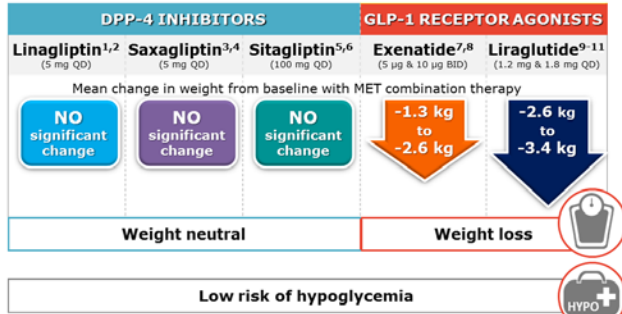 DPP-4 INHIBITORS
GLP-1 RECEPTOR AGONISTS
Linagliptin1,2
(5 mg QD)
Saxagliptin3,4
(5 mg QD)
Sitagliptin5,6
(100 mg QD)
Exenatide7,8
(5 µg & 10 µg BID)
Liraglutide9-11
(1.2 mg & 1.8 mg QD)
Mean change in weight from baseline with MET combination therapy
NO
significant
change
NO
significant
change
NO
significant
change
-1.3 kg
to
-2.6 kg
-2.6 kg
to
-3.4 kg
Weight neutral
Weight loss
Low risk of hypoglycemia
HYPO